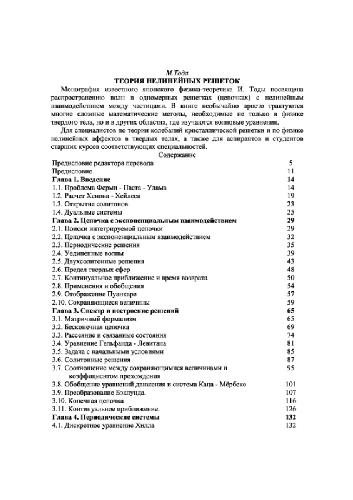 М Тода
ТЕОРИЯ НЕЛИНЕЙНЫХ РЕШЕТОК
Монография известного японского физика-теоретика И. Тоды посвящена
распространению волн в одномерных решетках (цепочках) с нелинейным
взаимодействием между частицами. В книге необычайно просто трактуются
многие сложные математические методы, необходимые не только в физике
твердого тела, но и в других областях, где изучаются волновые уравнения.
Для специалистов по теории колебаний кристаллической решетки и по физике
нелинейных эффектов в твердых телах, а также для аспирантов и студентов
старших курсов соответствующих специальностей.
Содержание
Предисловие редактора перевода 5
Предисловие 11
Глава 1. Введение 14
1.1. Проблема Ферми - Паста - Улама 14
1.2. Расчет Хенона - Хейлеса 19
1.3. Открытие солитонов 23
1.4. Дуальные системы 23
Глава 2. Цепочка с экспоненциальным взаимодействием 29
2.1. Поиски интегрируемой цепочки 29
2.2. Цепочка с экспоненциальным взаимодействием 32
2.3. Периодические решения 35
2.4. Уединенные волны 39
2.5. Двухсолитонные решения 43
2.6. Предел твердых сфер 48
2.7. Континуальное приближение и время возврата 50
2.8. Применения и обобщения 54
2.9. Отображение Пуанкаре 57
2.10. Сохраняющиеся величины 59
Глава 3. Спектр и построение решений 65
3.1. Матричный формализм 63
3.2. Бесконечная цепочка 69
3.3. Рассеяние и связанные состояния 74
3.4. Уравнение Гельфанда - Левитана 81
3.5. Задача с начальными условиями 85
3.6. Солитонные решения 87
3.7. Соотношения между сохраняющимися величинами и 95
коэффициентом прохождения
3.8. Обобщение уравнений движения и система Каца - Мёрбеке 101
3.9. Преобразование Бэклунда 107
3.10. Конечная цепочка 116
3.11. Континуальное приближение 126
Глава 4. Периодические системы 132
4.1. Дискретное уравнение Хилла 132